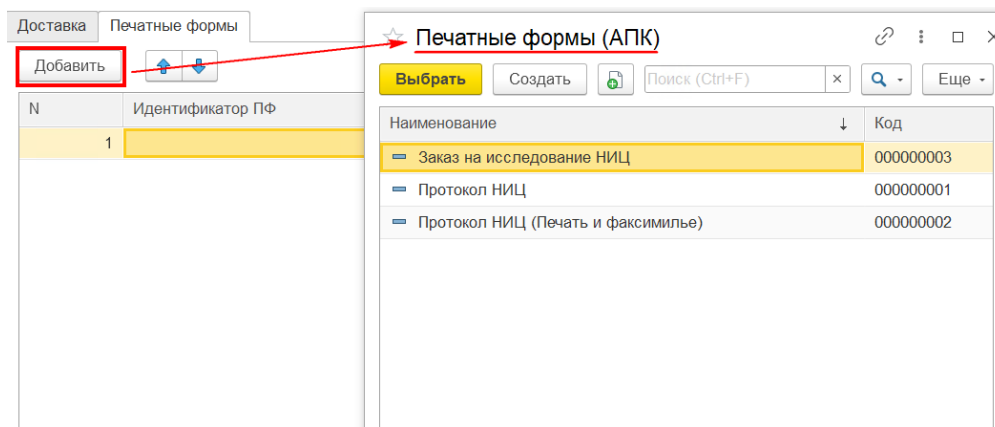 Доставка Печатные формы
Добавить
N Идентификатор ПФ
1
Печатные формы (АПК)
Выбрать Создать Поиск (Ctrl+F) × Еще
Наименование ↓ Код
Заказ на исследование НИЦ 000000003
Протокол НИЦ 000000001
Протокол НИЦ (Печать и факсимилье) 000000002